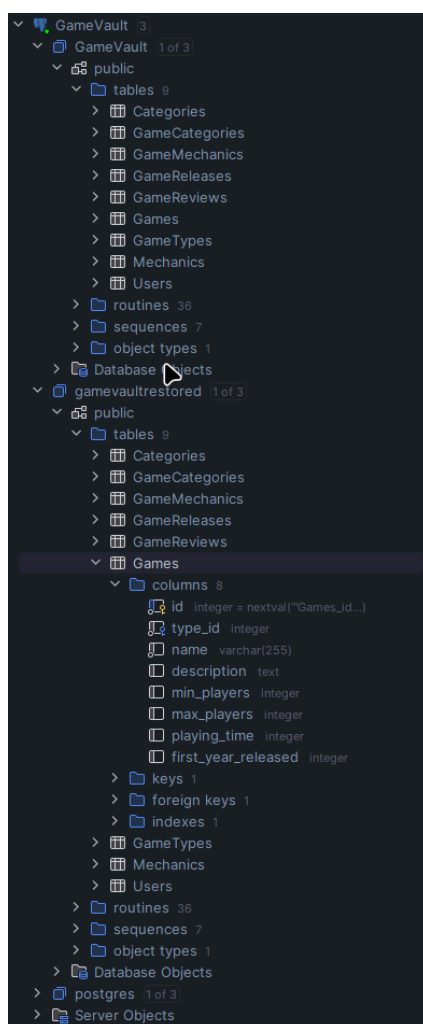 GameVault 3
GameVault 1 of 3
public
tables 9
Categories
GameCategories
GameMechanics
GameReleases
GameReviews
Games
GameTypes
Mechanics
Users
routines 36
sequences 7
object types 1
Database Objects
gamevaultrestored 1 of 3
public
tables 9
Categories
GameCategories
GameMechanics
GameReleases
GameReviews
Games
columns 8
id integer = nextval('"Games_id...)
type_id integer
name varchar(255)
description text
min_players integer
max_players integer
playing_time integer
first_year_released integer
keys 1
foreign keys 1
indexes 1
GameTypes
Mechanics
Users
routines 36
sequences 7
object types 1
Database Objects
postgres 1 of 3
Server Objects